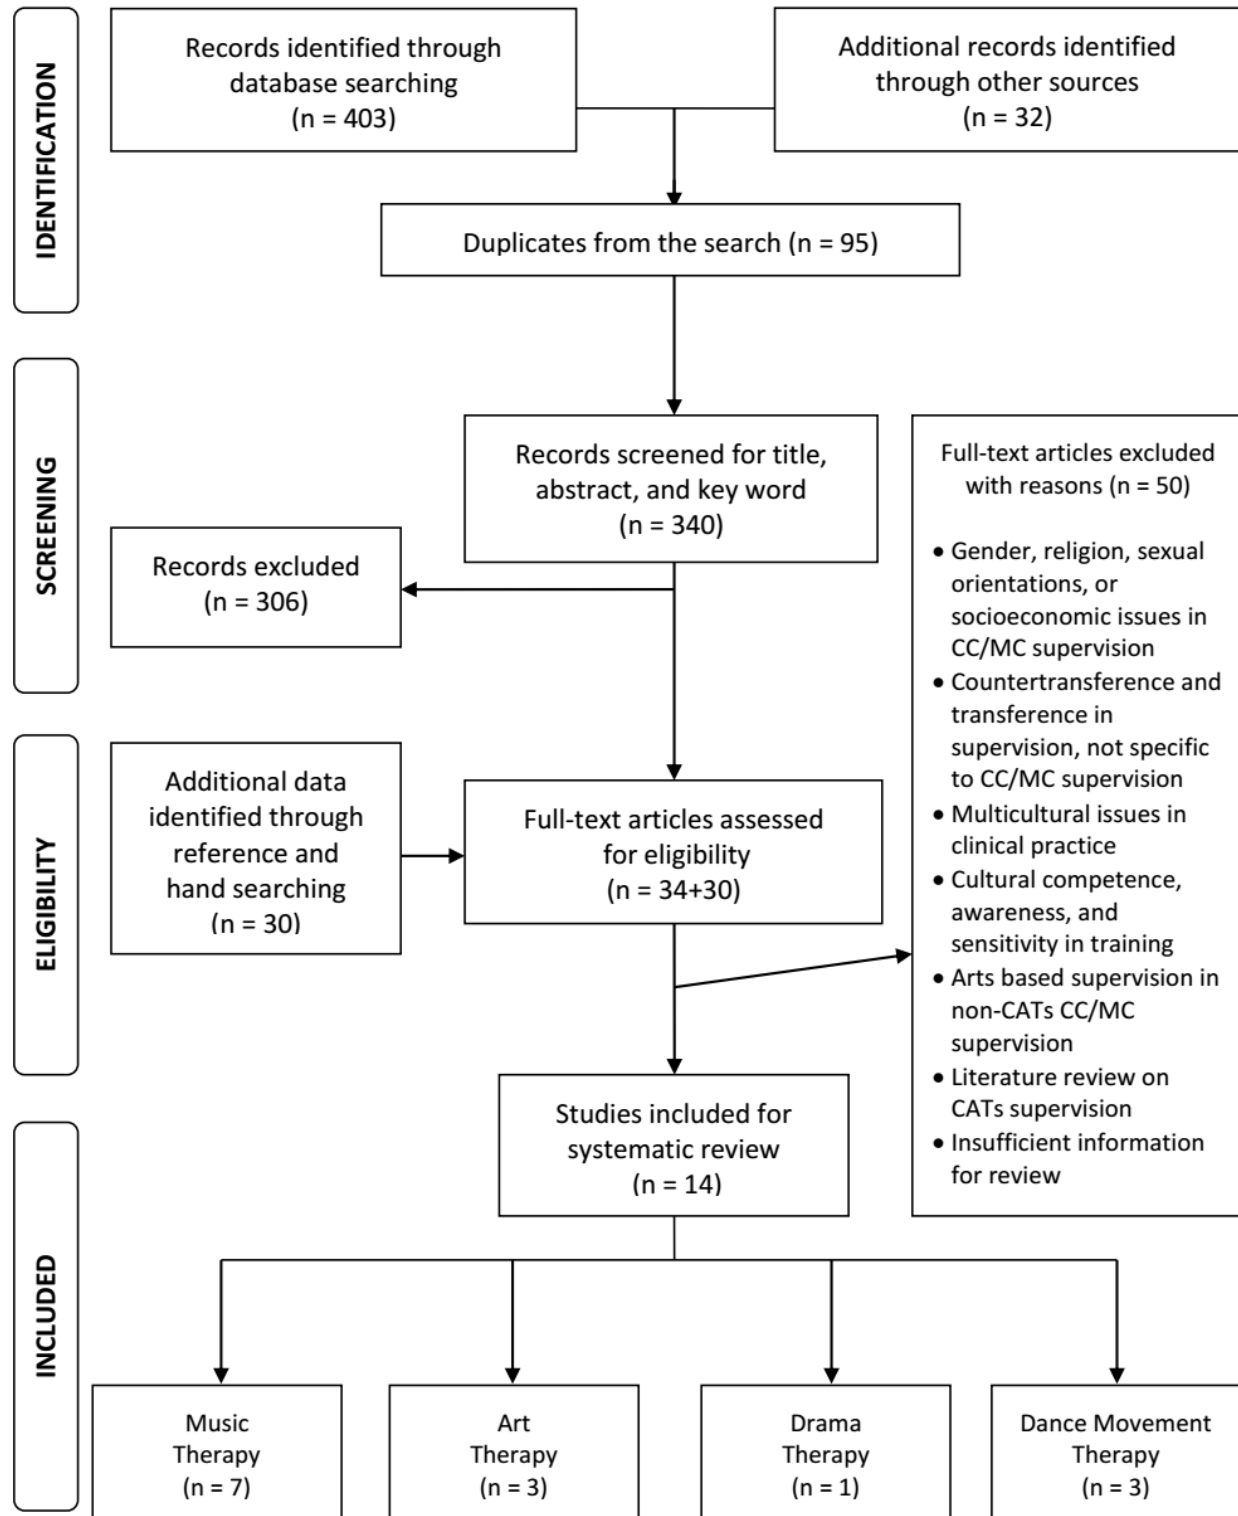 IDENTIFICATION
Records identified through
database searching
(n = 403)
Additional records identified
through other sources
(n = 32)
Duplicates from the search (n = 95)
SCREENING
Records screened for title,
abstract, and key word
(n = 340)
Records excluded
(n = 306)
Full-text articles excluded
with reasons (n = 50)
• Gender, religion, sexual
orientations, or
socioeconomic issues in
CC/MC supervision
• Countertransference and
transference in
supervision, not specific
to CC/MC supervision
• Multicultural issues in
clinical practice
• Cultural competence,
awareness, and
sensitivity in training
• Arts based supervision in
non-CATs CC/MC
supervision
• Literature review on
CATs supervision
• Insufficient information
for review
ELIGIBILITY
Additional data
identified through
reference and
hand searching
(n = 30)
Full-text articles assessed
for eligibility
(n = 34+30)
INCLUDED
Studies included for
systematic review
(n = 14)
Music
Therapy
(n = 7)
Art
Therapy
(n = 3)
Drama
Therapy
(n = 1)
Dance Movement
Therapy
(n = 3)